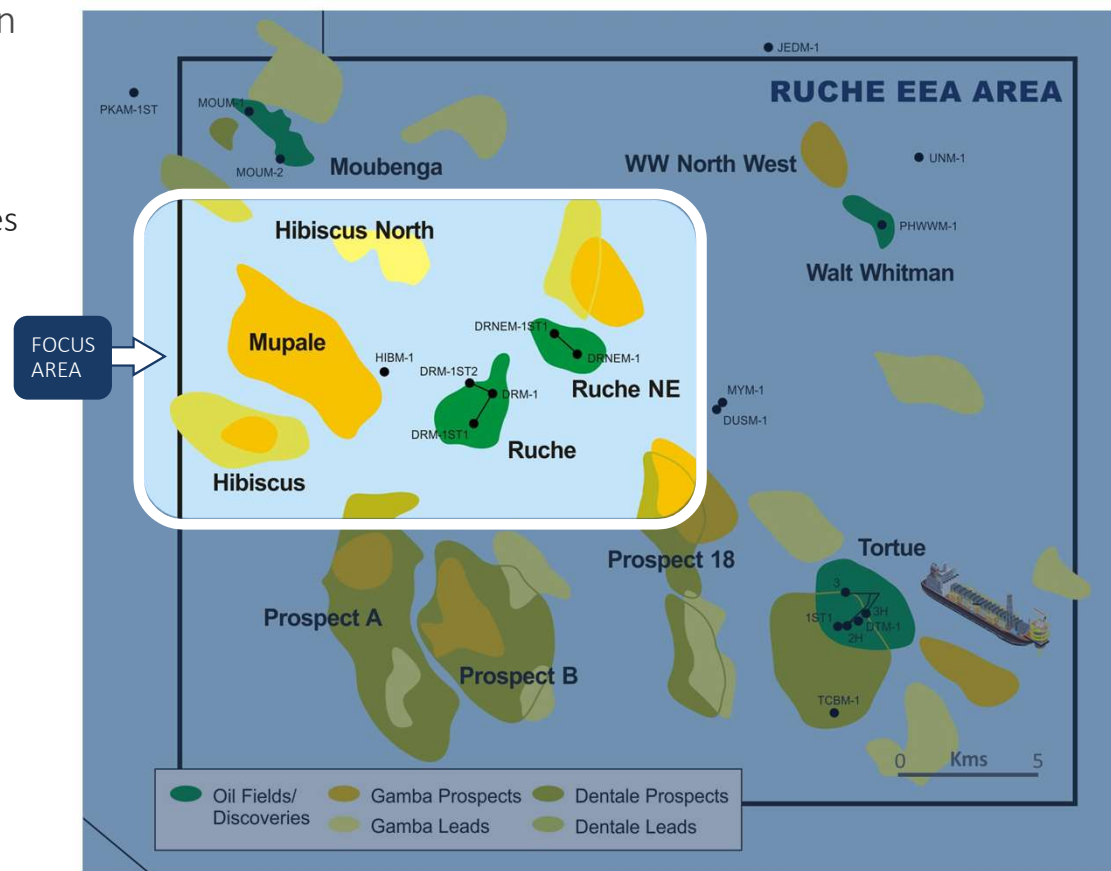 n
es
JEDM-1
RUCHE EEA AREA
PKAM-1ST
MOUM-1
MOUM-2
Moubenga
WW North West
UNM-1
PHWWM-1
Walt Whitman
Hibiscus North
FOCUS
AREA
Mupale
HIBM-1
DRNEM-1ST1
DRNEM-1
Ruche NE
DRM-1ST2
DRM-1
DRM-1ST1
Ruche
Hibiscus
MYM-1
DUSM-1
Prospect 18
Tortue
3
3H
1ST1
DTM-1
2H
TCBM-1
Prospect A
Prospect B
0 Kms 5
Oil Fields/
Discoveries
Gamba Prospects
Gamba Leads
Dentale Prospects
Dentale Leads